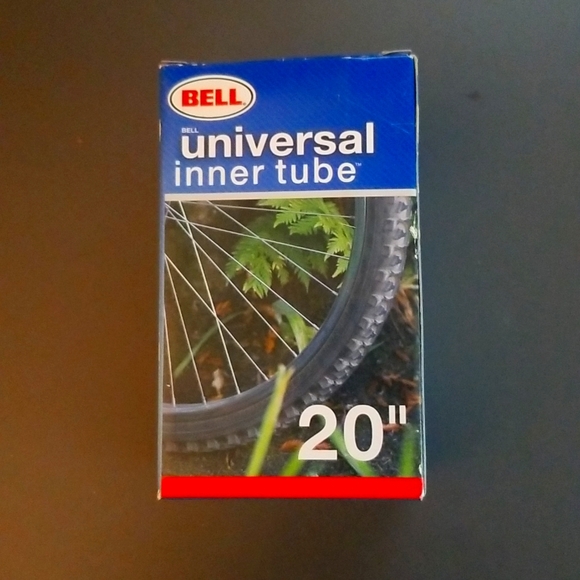 BELL
BELL
universal
inner tube™
20"